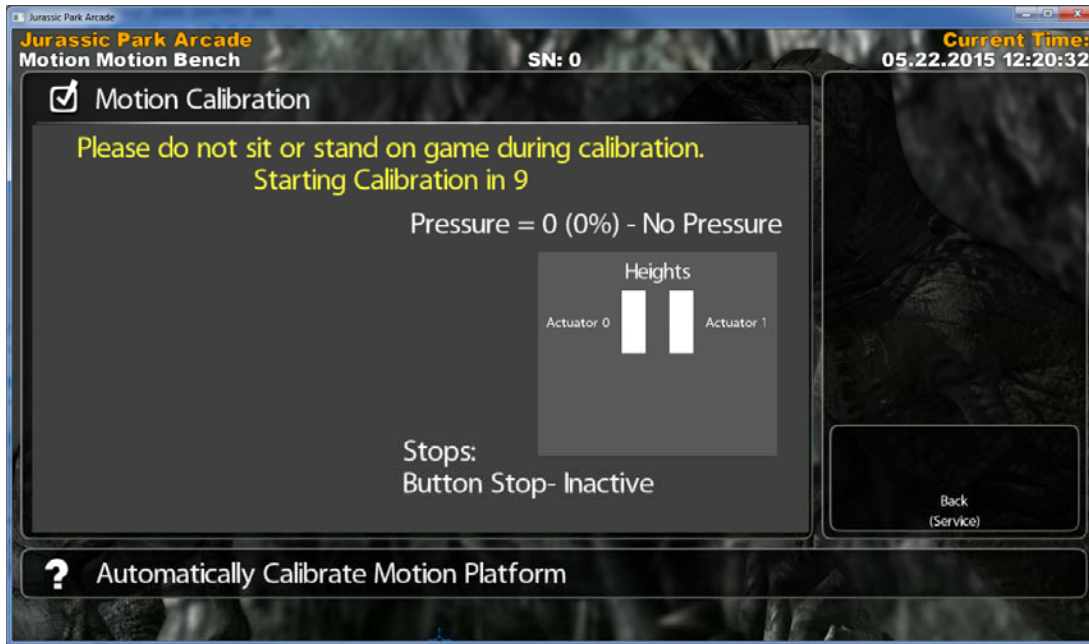 Jurassic Park Arcade
Jurassic Park Arcade
Current Time:
Motion Motion Bench
SN: 0
05.22.2015 12:20:32
Motion Calibration
Please do not sit or stand on game during calibration.
Starting Calibration in 9
Pressure = 0 (0%) - No Pressure
Heights
Actuator 0
Actuator 1
Stops:
Button Stop- Inactive
Back
(Service)
? Automatically Calibrate Motion Platform